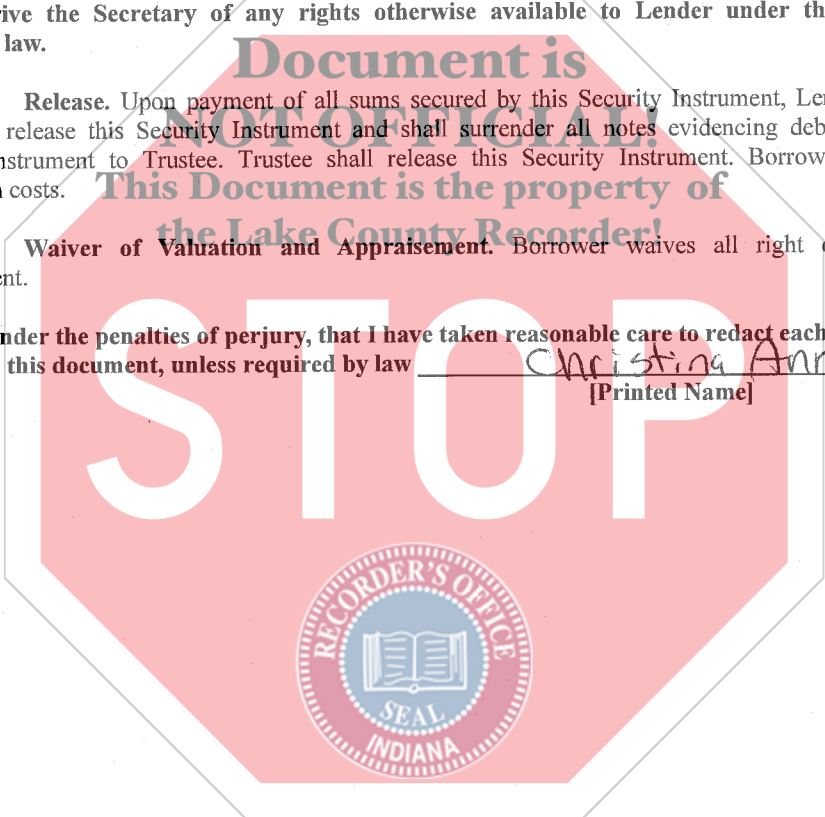 rive the Secretary of any rights otherwise available to Lender under th
law.
Document is
Release. Upon payment of all sums secured by this Security Instrument, Le
NOT OFFICIAL!
release this Security Instrument and shall surrender all notes evidencing deb
nstrument to Trustee. Trustee shall release this Security Instrument. Borrow
costs.
This Document is the property of
the Lake County Recorder!
Waiver of Valuation and Appraisement. Borrower waives all right
ent.
nder the penalties of perjury, that I have taken reasonable care to redact each
this document, unless required by law Christina Ann
[Printed Name]
STOP
RECORDER'S OFFICE
SEAL
INDIANA